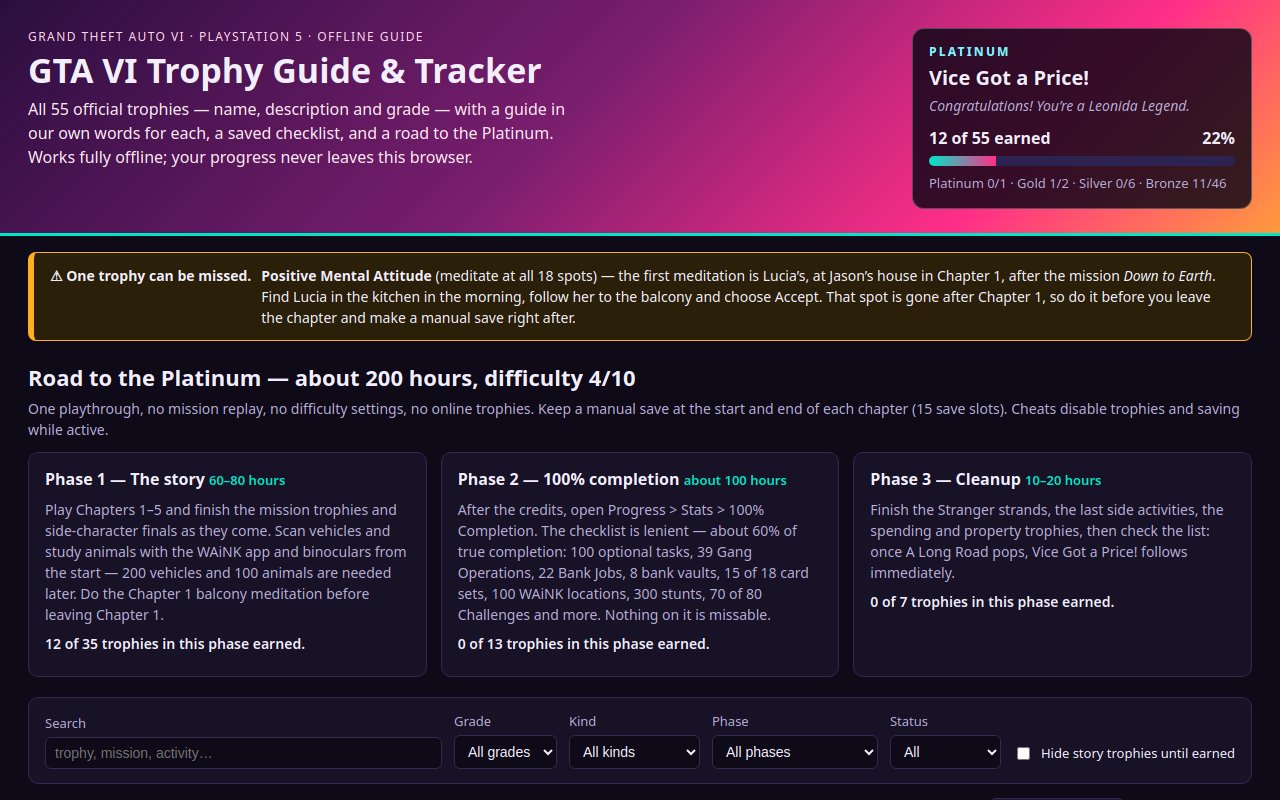 GRAND THEFT AUTO VI · PLAYSTATION 5 · OFFLINE GUIDE
GTA VI Trophy Guide & Tracker
All 55 official trophies — name, description and grade — with a guide in
our own words for each, a saved checklist, and a road to the Platinum.
Works fully offline; your progress never leaves this browser.
PLATINUM
Vice Got a Price!
Congratulations! You’re a Leonida Legend.
12 of 55 earned 22%
Platinum 0/1 · Gold 1/2 · Silver 0/6 · Bronze 11/46
⚠ One trophy can be missed. Positive Mental Attitude (meditate at all 18 spots) — the first meditation is Lucia’s, at Jason’s house in Chapter 1, after the mission Down to Earth.
Find Lucia in the kitchen in the morning, follow her to the balcony and choose Accept. That spot is gone after Chapter 1, so do it before you leave
the chapter and make a manual save right after.
Road to the Platinum — about 200 hours, difficulty 4/10
One playthrough, no mission replay, no difficulty settings, no online trophies. Keep a manual save at the start and end of each chapter (15 save slots). Cheats disable trophies and saving
while active.
Phase 1 — The story 60–80 hours
Play Chapters 1–5 and finish the mission trophies and
side-character finals as they come. Scan vehicles and
study animals with the WAiNK app and binoculars from
the start — 200 vehicles and 100 animals are needed
later. Do the Chapter 1 balcony meditation before
leaving Chapter 1.
12 of 35 trophies in this phase earned.
Phase 2 — 100% completion about 100 hours
After the credits, open Progress > Stats > 100%
Completion. The checklist is lenient — about 60% of
true completion: 100 optional tasks, 39 Gang
Operations, 22 Bank Jobs, 8 bank vaults, 15 of 18 card
sets, 100 WAiNK locations, 300 stunts, 70 of 80
Challenges and more. Nothing on it is missable.
0 of 13 trophies in this phase earned.
Phase 3 — Cleanup 10–20 hours
Finish the Stranger strands, the last side activities, the
spending and property trophies, then check the list:
once A Long Road pops, Vice Got a Price! follows
immediately.
0 of 7 trophies in this phase earned.
Search
trophy, mission, activity…
Grade
All grades
Kind
All kinds
Phase
All phases
Status
All
Hide story trophies until earned